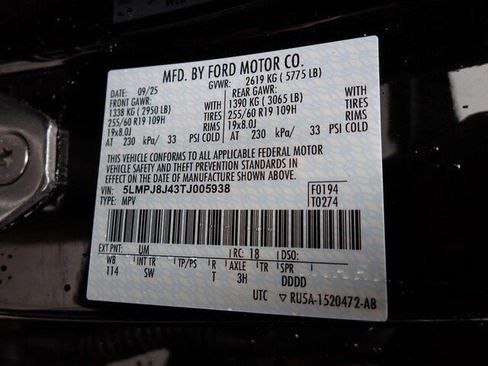 MFD. BY FORD MOTOR CO.
DATE: 09/25 GVWR: 2619 KG ( 5775 LB)
FRONT GAWR: REAR GAWR:
1338 KG ( 2950 LB) WITH 1390 KG ( 3065 LB) WITH
255/60 R19 109H TIRES 255/60 R19 109H TIRES
19x8.0J RIMS 19x8.0J RIMS
AT 230 kPa/ 33 PSI COLD AT 230 kPa/ 33 PSI COLD
THIS VEHICLE CONFORMS TO ALL APPLICABLE FEDERAL MOTOR
VEHICLE SAFETY AND THEFT PREVENTION STANDARDS IN
EFFECT ON THE DATE OF MANUFACTURE SHOWN ABOVE.
VIN: 5LMPJ8J43TJ005938 F0194
TYPE: MPV T0274
EXT PNT: UM RC: 18 DSO:
WB INT TR TP/PS R AXLE TR SPR
114 SW T 3H DDDD
UTC ▽ RU5A-1520472-AB